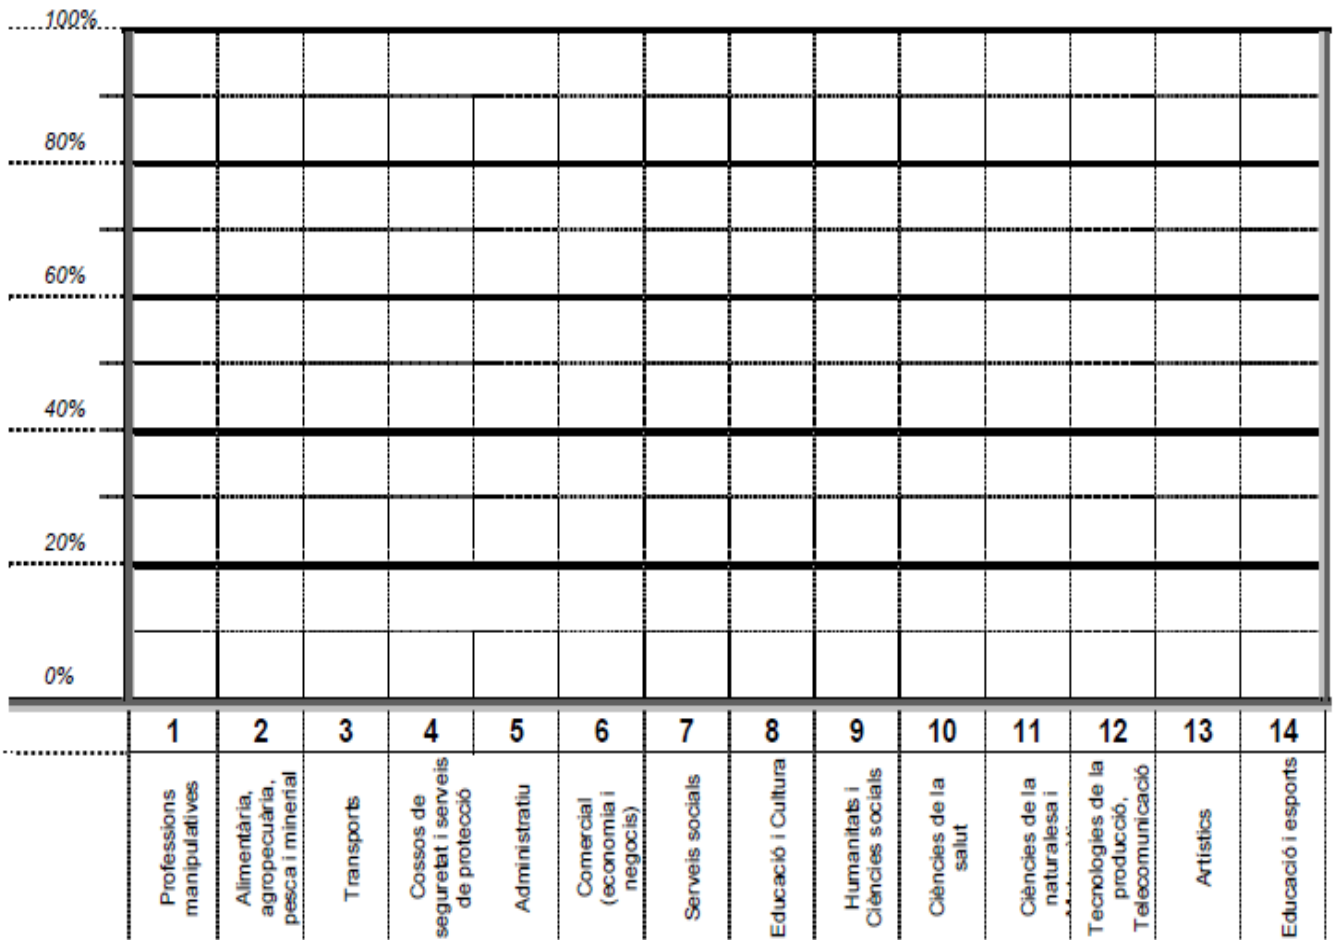 100%
80%
60%
40%
20%
0%
1 2 3 4 5 6 7 8 9 10 11 12 13 14
Professions
manipulatives
Alimentària,
agropecuària,
pesca i minerial
Transports
Cossos de
seguretat i serveis
de protecció
Administratiu
Comercial
(economia i
negocis)
Serveis socials
Educació i Cultura
Humanitats i
Ciències socials
Ciències de la
salut
Ciències de la
naturalesa i
Tecnologies de la
producció,
Telecomunicació
Artístics
Educació i esports